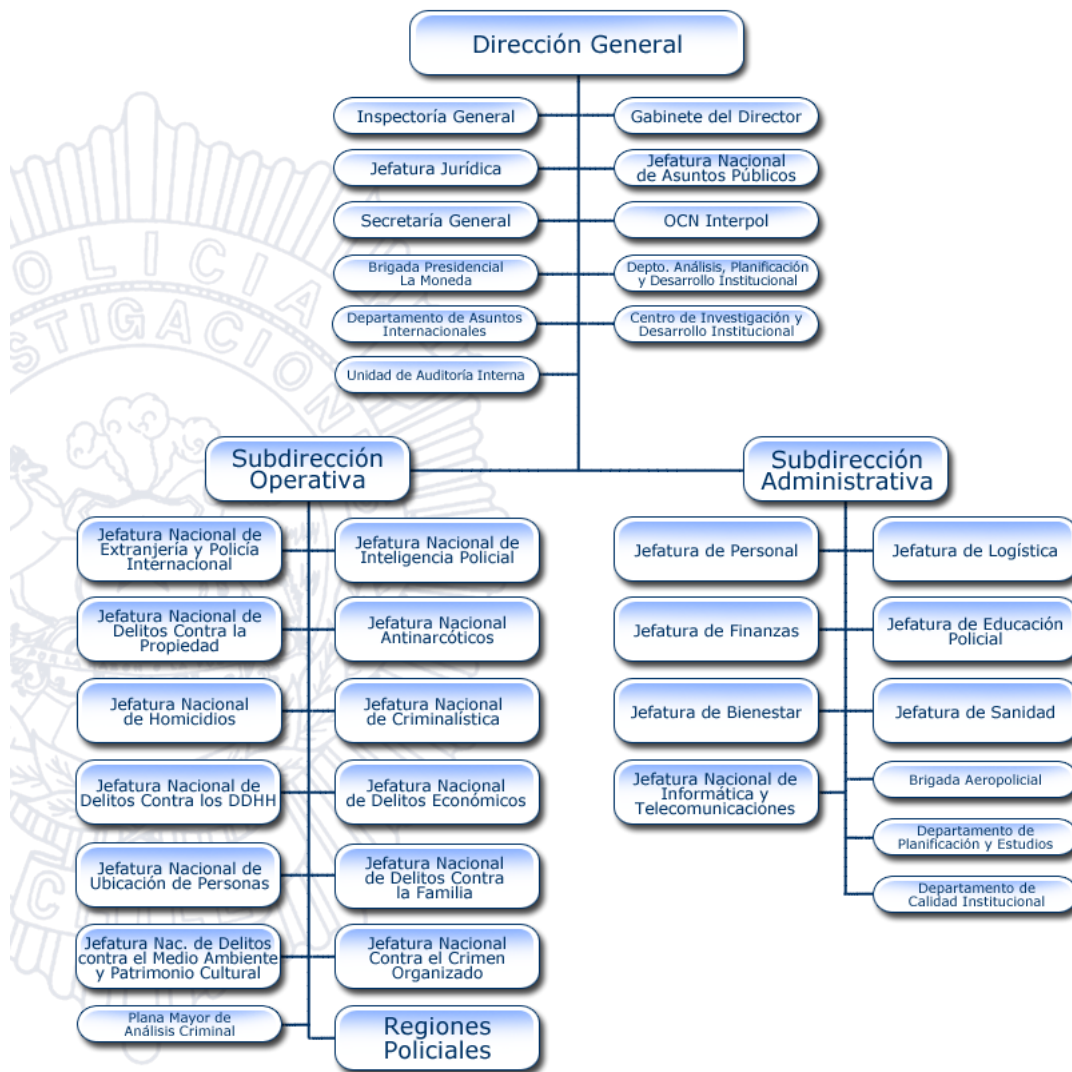 Dirección General
Inspectoría General
Gabinete del Director
Jefatura Jurídica
Jefatura Nacional
de Asuntos Públicos
Secretaría General
OCN Interpol
Brigada Presidencial
La Moneda
Depto. Análisis, Planificación
y Desarrollo Institucional
Departamento de Asuntos
Internacionales
Centro de Investigación y
Desarrollo Institucional
Unidad de Auditoría Interna
Subdirección
Operativa
Subdirección
Administrativa
Jefatura Nacional de
Extranjería y Policía
Internacional
Jefatura Nacional de
Inteligencia Policial
Jefatura Nacional de
Delitos Contra la
Propiedad
Jefatura Nacional
Antinarcóticos
Jefatura Nacional
de Homicidios
Jefatura Nacional
de Criminalística
Jefatura Nacional de
Delitos Contra los DDHH
Jefatura Nacional
de Delitos Económicos
Jefatura Nacional de
Ubicación de Personas
Jefatura Nacional
de Delitos Contra
la Familia
Jefatura Nac. de Delitos
contra el Medio Ambiente
y Patrimonio Cultural
Jefatura Nacional
Contra el Crimen
Organizado
Plana Mayor de
Análisis Criminal
Regiones
Policiales
Jefatura de Personal
Jefatura de Logística
Jefatura de Finanzas
Jefatura de Educación
Policial
Jefatura de Bienestar
Jefatura de Sanidad
Jefatura Nacional de
Informática y
Telecomunicaciones
Brigada Aeropolicial
Departamento de
Planificación y Estudios
Departamento de
Calidad Institucional
POLICIA
CHILE